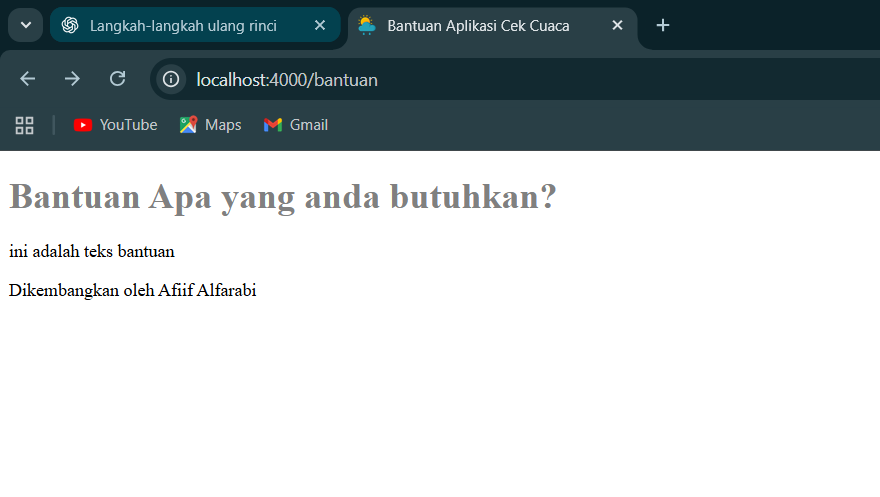 Langkah-langkah ulang rinci
Bantuan Aplikasi Cek Cuaca
localhost:4000/bantuan
YouTube
Maps
Gmail
Bantuan Apa yang anda butuhkan?
ini adalah teks bantuan
Dikembangkan oleh Afiif Alfarabi